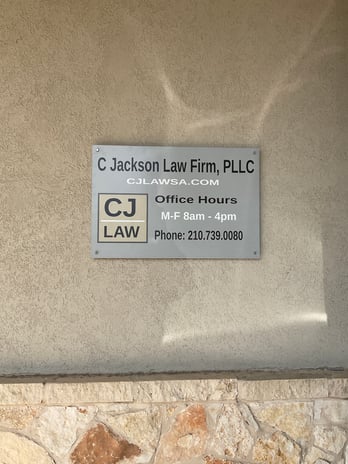 C Jackson Law Firm, PLLC
CJLAWSA.COM
CJ
LAW
Office Hours
M-F 8am - 4pm
Phone: 210.739.0080